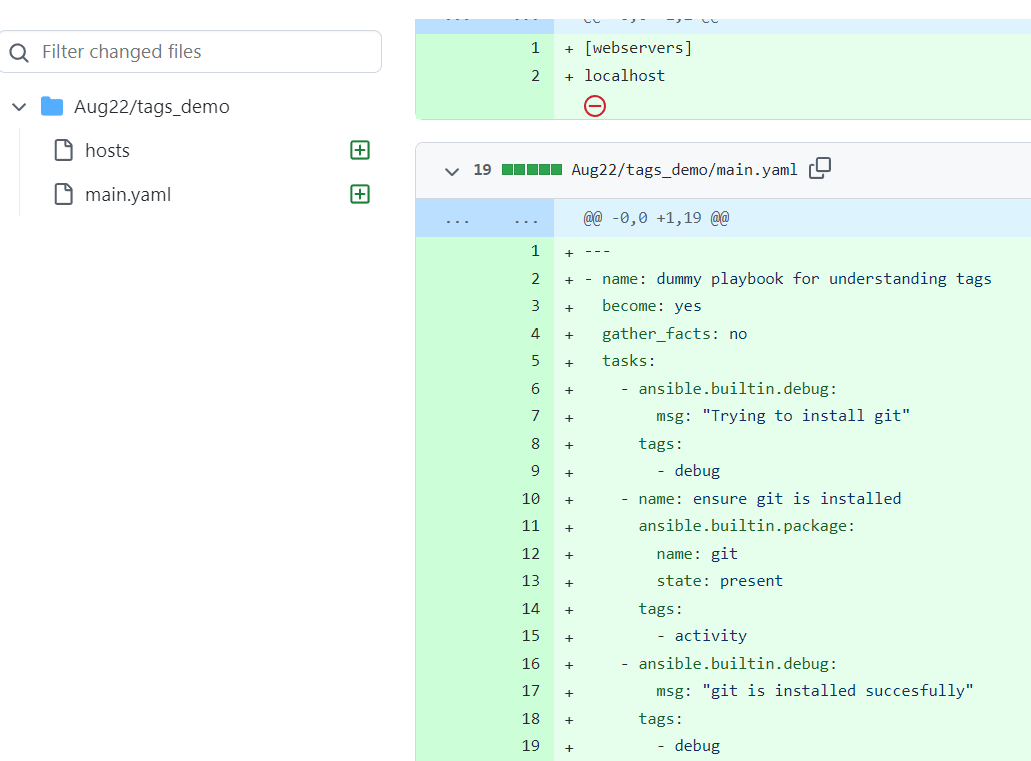 Filter changed files
Aug22/tags_demo
hosts
main.yaml
1 + [webservers]
2 + localhost
19 Aug22/tags_demo/main.yaml
... ... @@ -0,0 +1,19 @@
1 + ---
2 + - name: dummy playbook for understanding tags
3 +   become: yes
4 +   gather_facts: no
5 +   tasks:
6 +     - ansible.builtin.debug:
7 +         msg: "Trying to install git"
8 +       tags:
9 +         - debug
10 +     - name: ensure git is installed
11 +       ansible.builtin.package:
12 +         name: git
13 +         state: present
14 +       tags:
15 +         - activity
16 +     - ansible.builtin.debug:
17 +         msg: "git is installed succesfully"
18 +       tags:
19 +         - debug